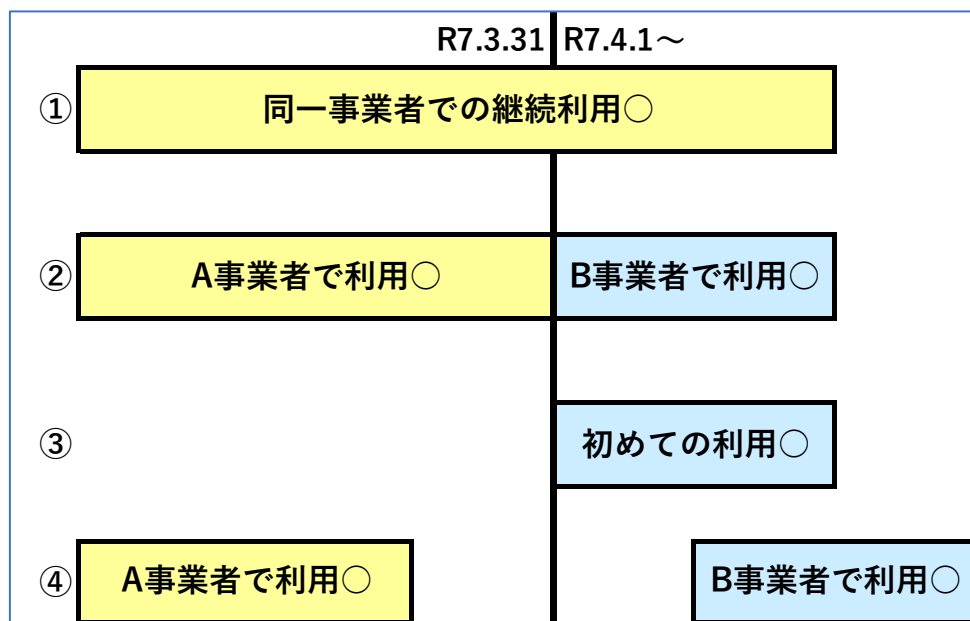 R7.3.31 R7.4.1～
① 同一事業者での継続利用○
② A事業者で利用○ B事業者で利用○
③ 初めての利用○
④ A事業者で利用○ B事業者で利用○